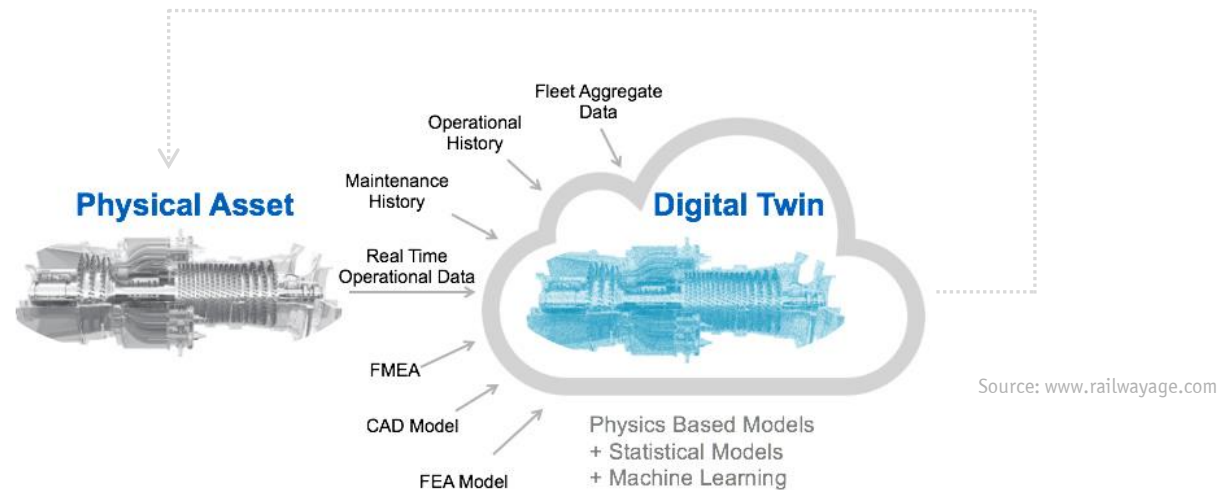 Fleet Aggregate
Data
Operational
History
Maintenance
History
Physical Asset
Digital Twin
Real Time
Operational Data
FMEA
CAD Model
FEA Model
Physics Based Models
+ Statistical Models
+ Machine Learning
Source: www.railwayage.com